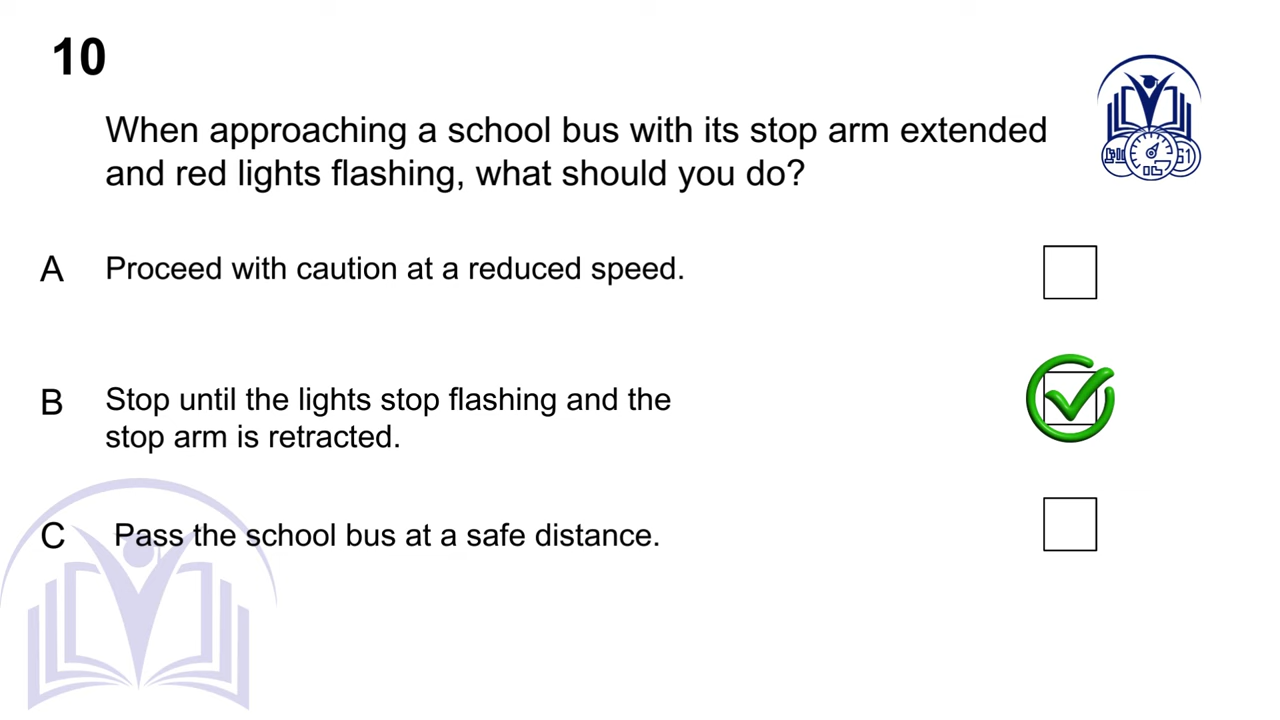 10
When approaching a school bus with its stop arm extended
and red lights flashing, what should you do?
A Proceed with caution at a reduced speed.
B Stop until the lights stop flashing and the
stop arm is retracted.
C Pass the school bus at a safe distance.